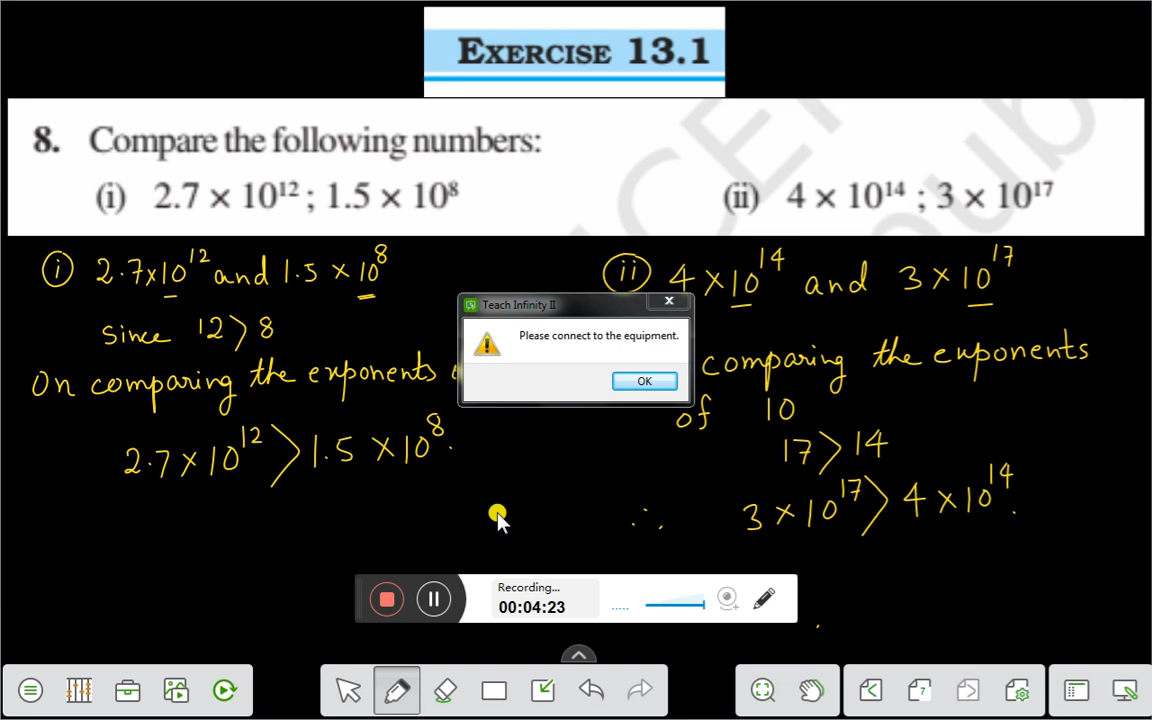 EXERCISE 13.1
8. Compare the following numbers:
(i) 2.7 × 10¹² ; 1.5 × 10⁸ (ii) 4 × 10¹⁴ ; 3 × 10¹⁷
(i) 2.7×10¹² and 1.5 × 10⁸
since 12 > 8
On comparing the exponents
2.7 × 10¹² > 1.5 × 10⁸.
(ii) 4 × 10¹⁴ and 3 × 10¹⁷
comparing the exponents
of 10
17 > 14
∴ 3 × 10¹⁷ > 4 × 10¹⁴.
Teach Infinity II
Please connect to the equipment.
OK
Recording...
00:04:23
7